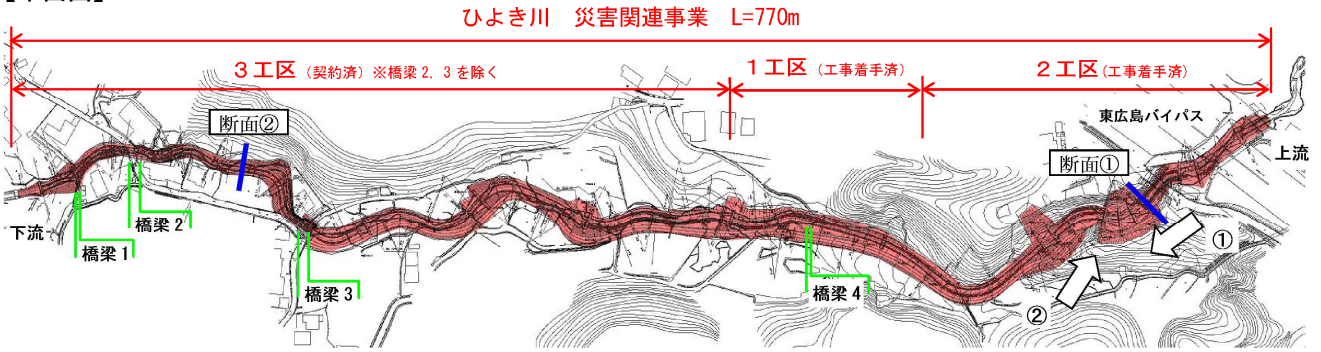 ひよき川 災害関連事業 L=770m
3工区 (契約済) ※橋梁2, 3を除く
1工区 (工事着手済)
2工区 (工事着手済)
断面②
東広島バイパス
断面①
上流
下流
橋梁1
橋梁2
橋梁3
橋梁4
①
②